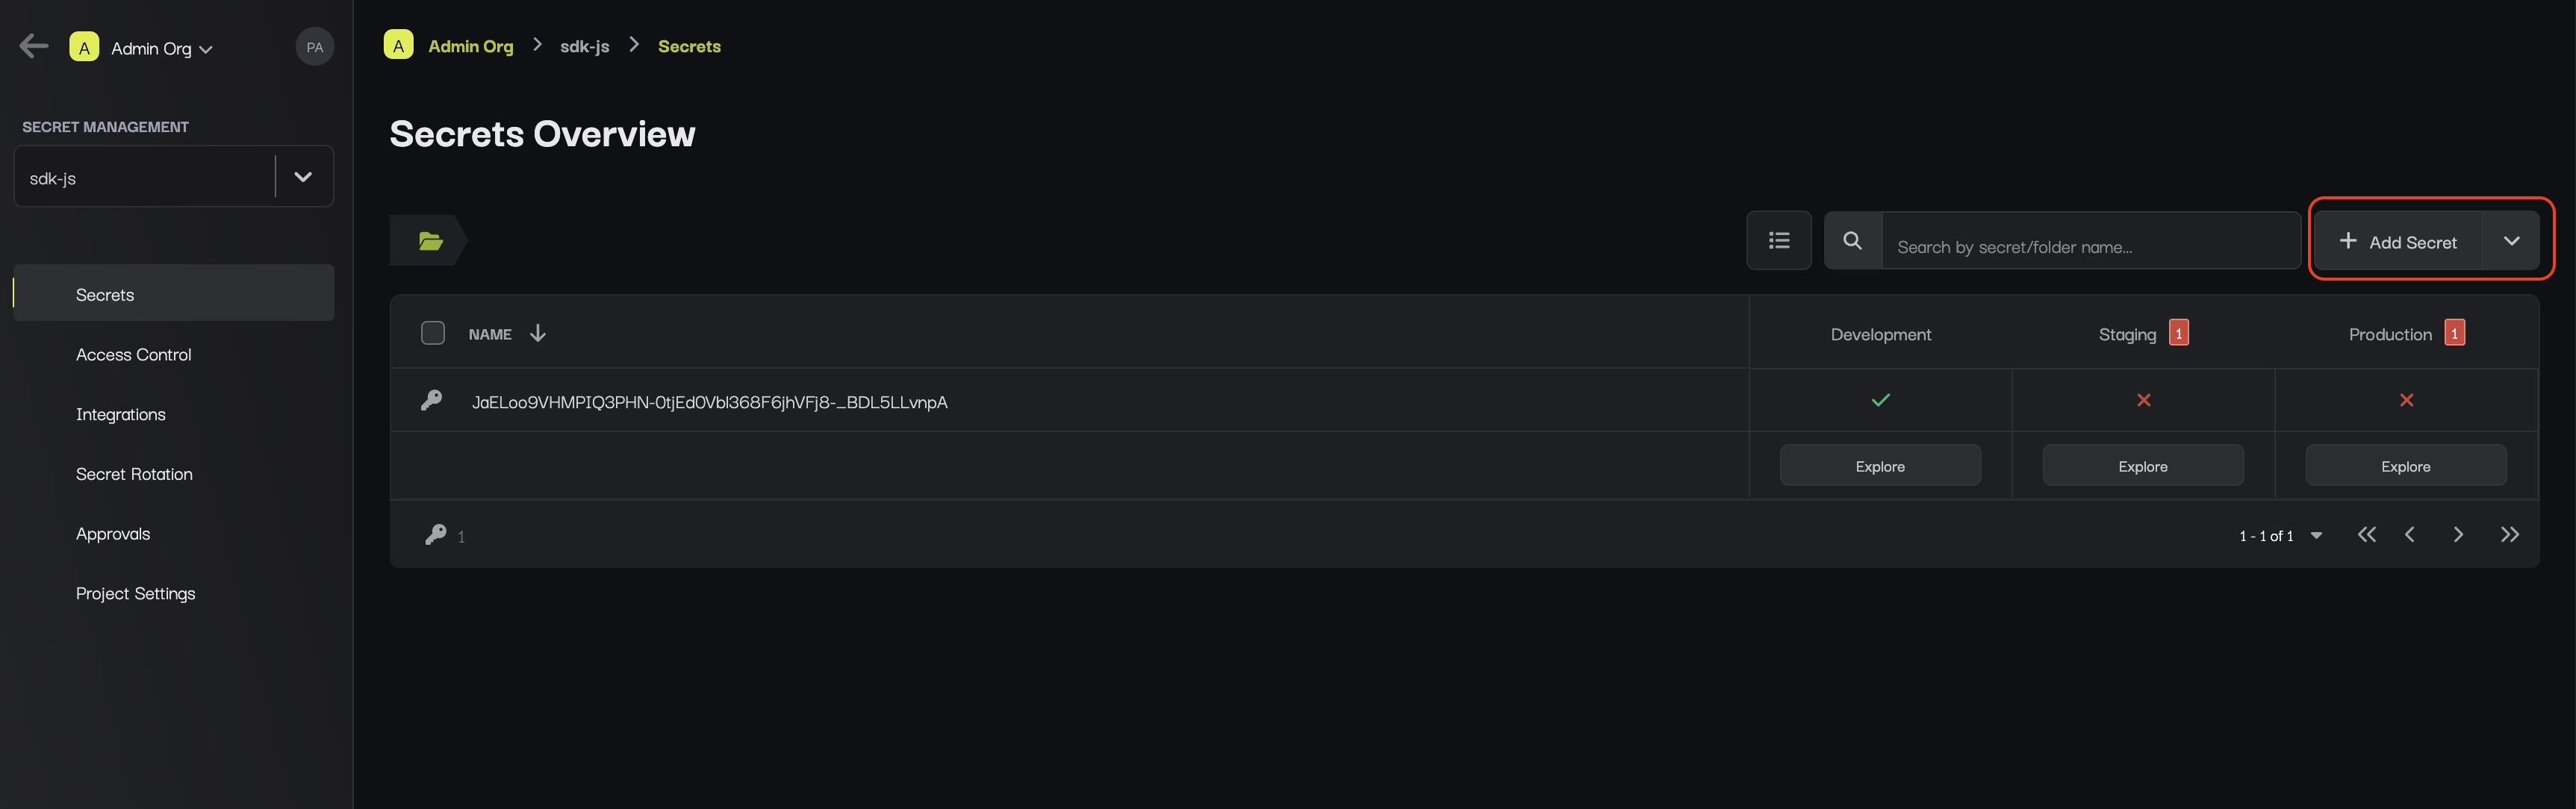 A Admin Org PA
SECRET MANAGEMENT
sdk-js
Secrets
Access Control
Integrations
Secret Rotation
Approvals
Project Settings
A Admin Org sdk-js Secrets
Secrets Overview
Search by secret/folder name...
Add Secret
NAME Development Staging 1 Production 1
JaELoo9VHMPIQ3PHN-0tjEd0Vbl368F6jhVFj8-_BDL5LLvnpA
Explore Explore Explore
1 1 - 1 of 1